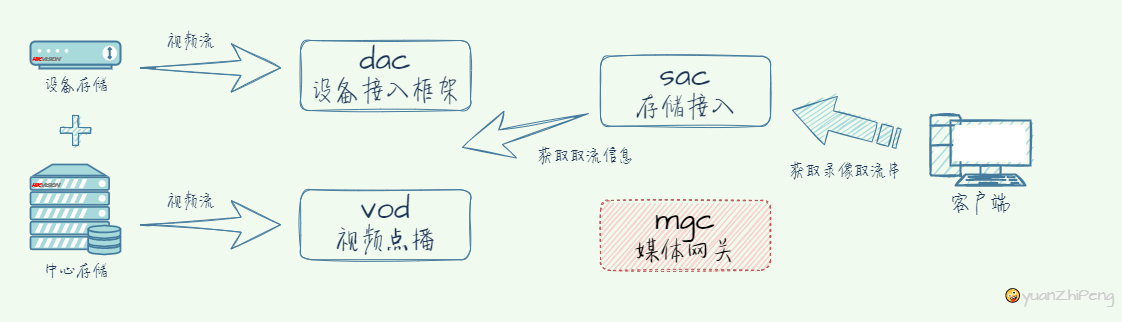 HIKVISION
设备存储
视频流
dac
设备接入框架
sac
存储接入
获取取流信息
获取录像取流串
客户端
HIKVISION
中心存储
视频流
vod
视频点播
mgc
媒体网关
yuanZhiPeng